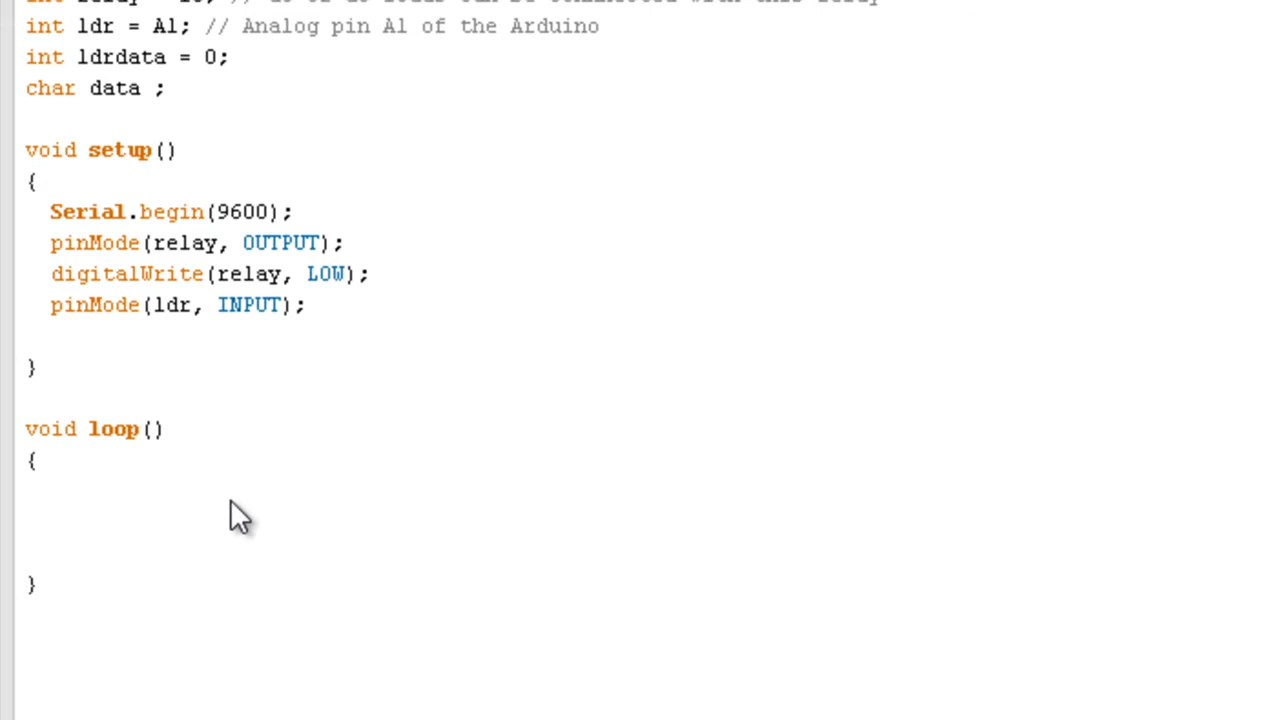 int ldr = A1; // Analog pin A1 of the Arduino
int ldrdata = 0;
char data ;
void setup()
{
Serial.begin(9600);
pinMode(relay, OUTPUT);
digitalWrite(relay, LOW);
pinMode(ldr, INPUT);
}
void loop()
{
}